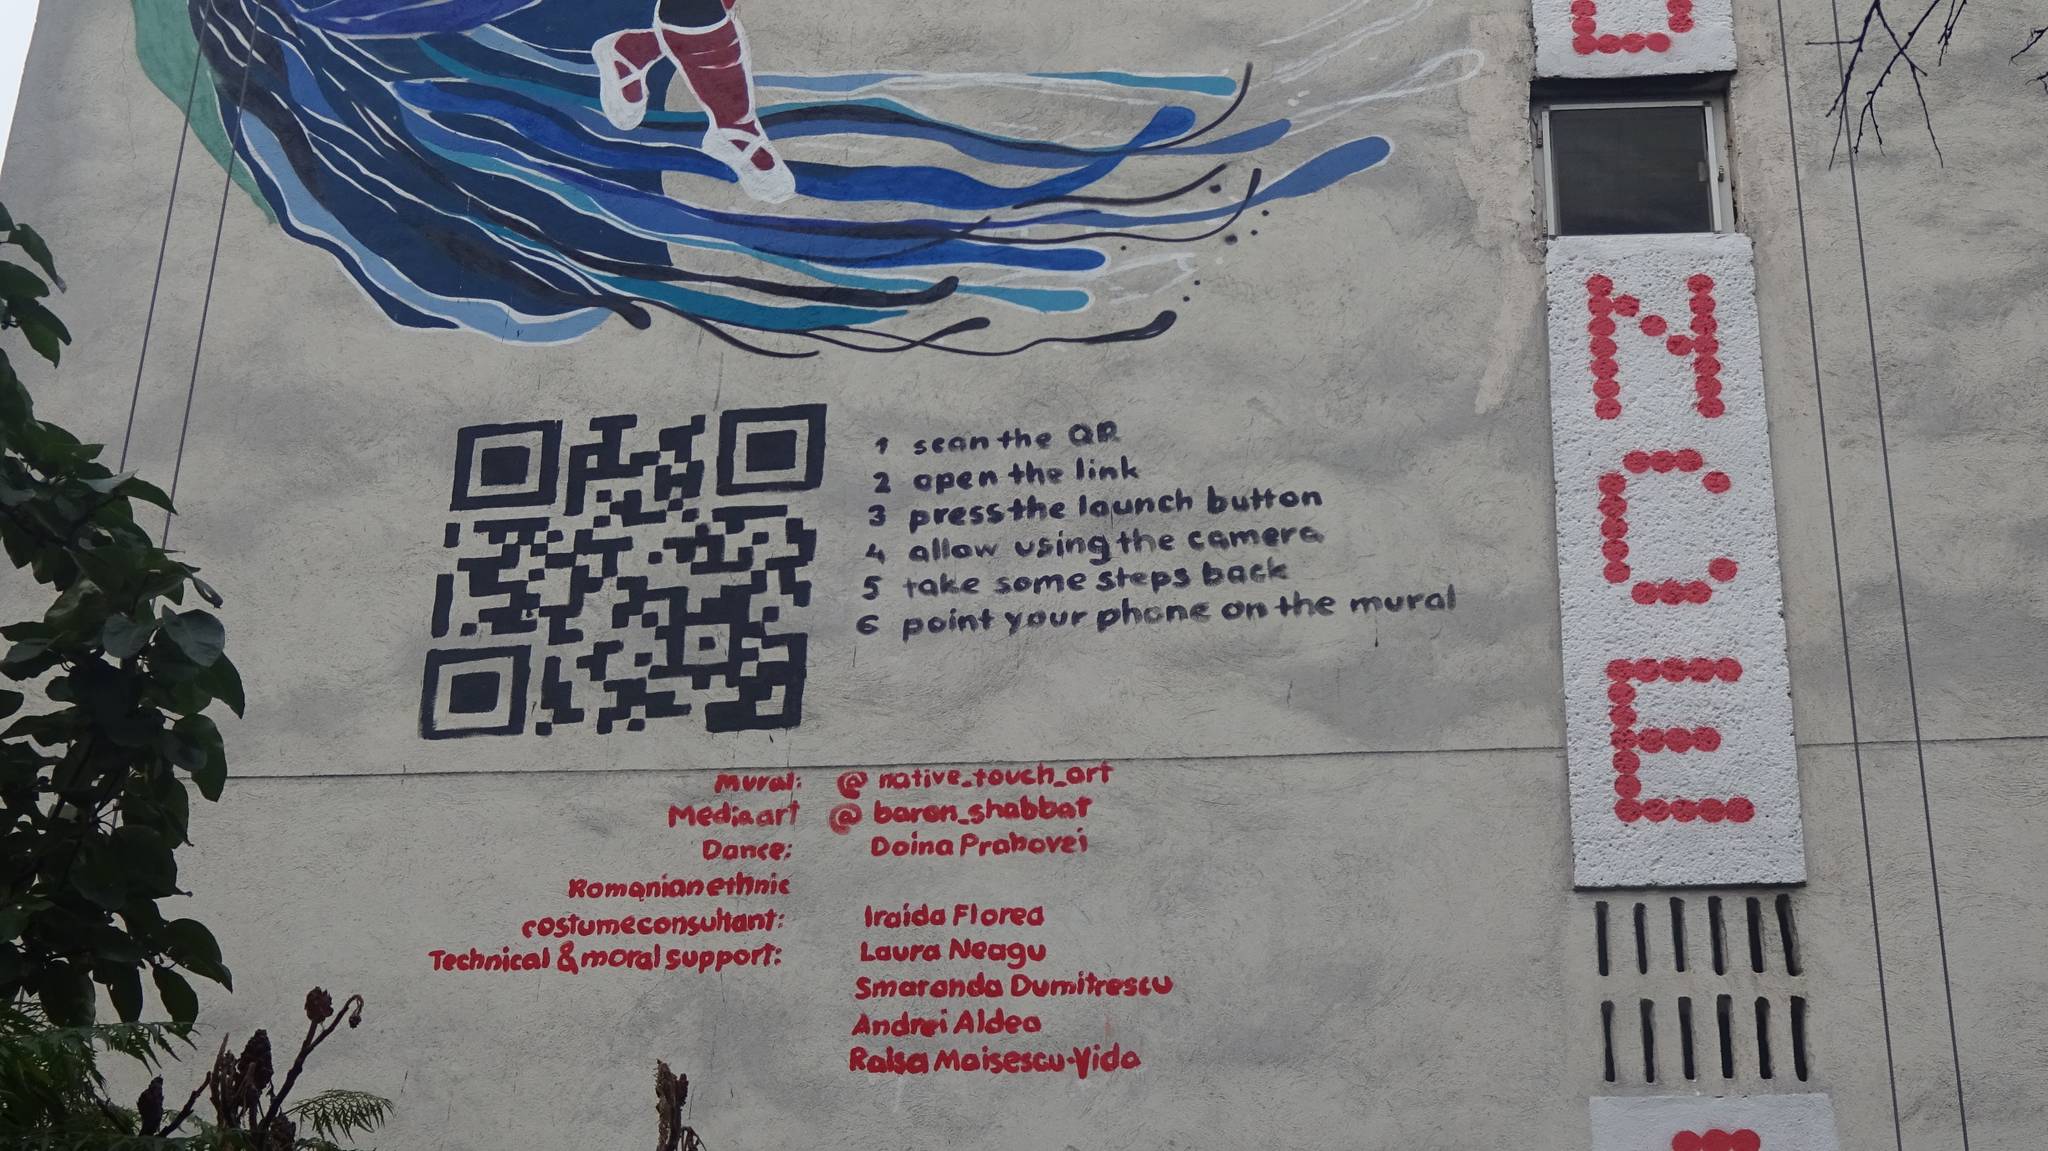 1 scan the QR
2 open the link
3 press the launch button
4 allow using the camera
5 take some steps back
6 point your phone on the mural
Mural: @ native_touch_art
Media art @ baron_shabbat
Dance: Doina Prahovei
Romanian ethnic
costume consultant: Iraida Florea
Technical & moral support: Laura Neagu
Smaranda Dumitrescu
Andrei Aldea
Raisa Moisescu-Vida
N
C
E